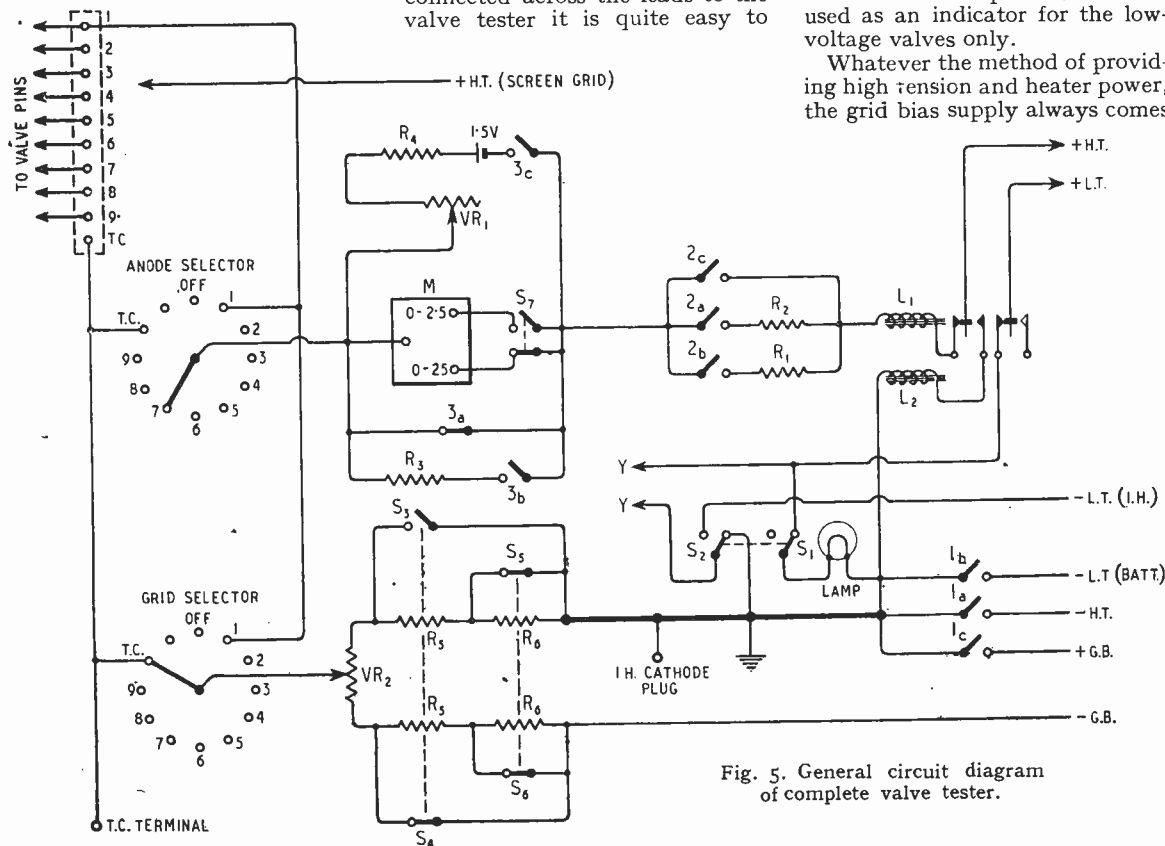 connected across the leads to the
valve tester it is quite easy to
used as an indicator for the low-
voltage valves only.
Whatever the method of provid-
ing high tension and heater power,
the grid bias supply always comes
TO VALVE PINS
1
2
3
4
5
6
7
8
9
TC
+ H.T. (SCREEN GRID)
R4
1·5V
3c
VR1
+ H.T.
+ L.T.
ANODE SELECTOR
OFF
T.C.
1
2
3
4
5
6
7
8
9
M
0-2·5
0-25
S7
2c
2a
R2
2b
R1
L1
L2
3a
R3
3b
Y
Y
- L.T. (I.H.)
S3
S5
S2
S1
LAMP
1b
- L.T (BATT.)
1a
- H.T.
1c
+ G.B.
GRID SELECTOR
OFF
T.C.
1
2
3
4
5
6
7
8
9
R5
R6
VR2
I.H. CATHODE
PLUG
R5
R6
- G.B.
S6
S4
T.C. TERMINAL
Fig. 5. General circuit diagram
of complete valve tester.